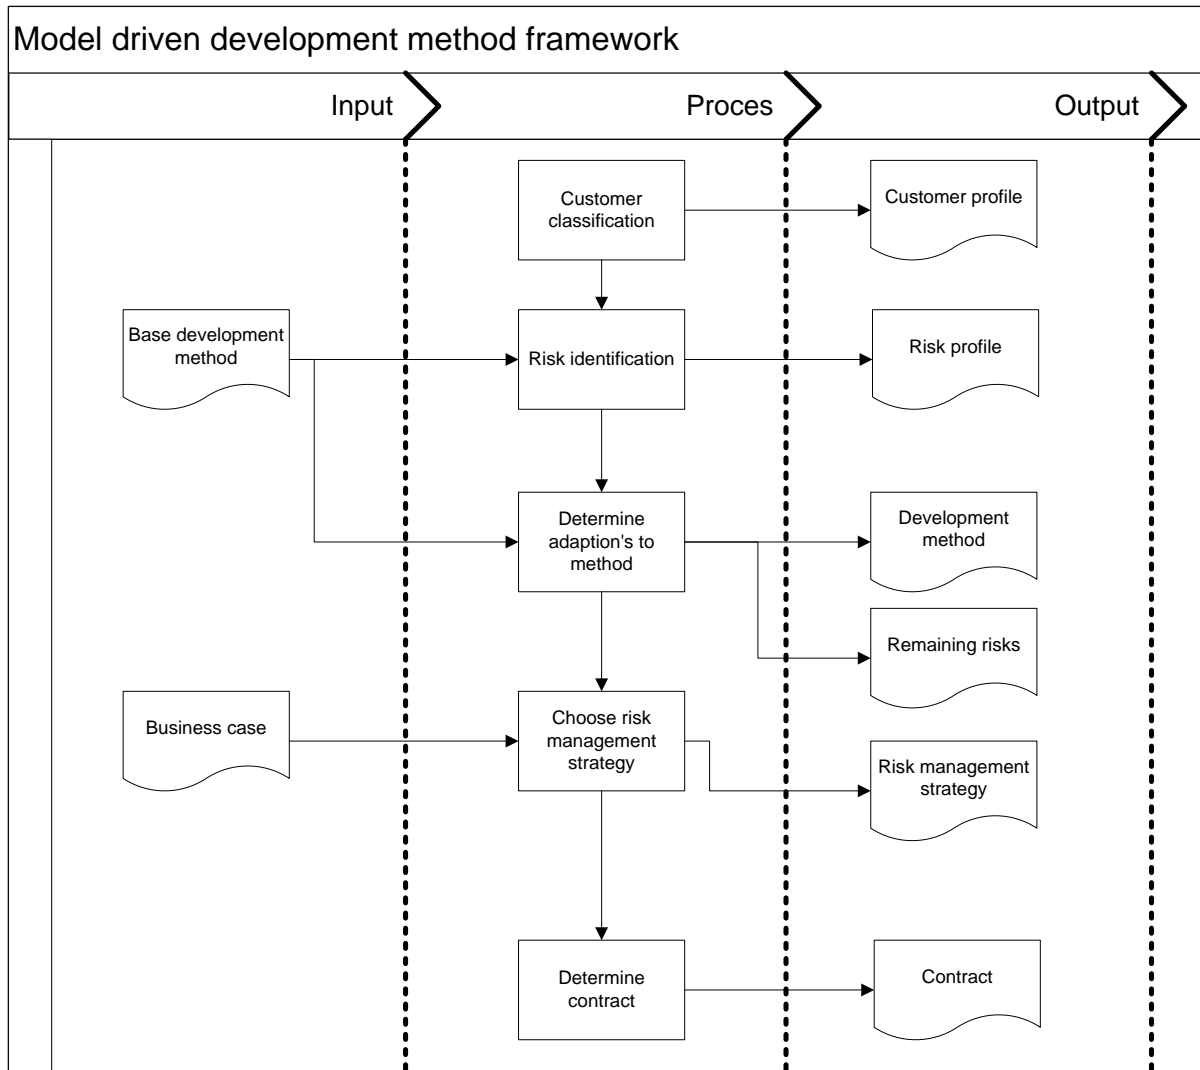 Model driven development method framework
Input
Proces
Output
Customer
classification
Customer profile
Base development
method
Risk identification
Risk profile
Determine
adaption's to
method
Development
method
Remaining risks
Business case
Choose risk
management
strategy
Risk management
strategy
Determine
contract
Contract